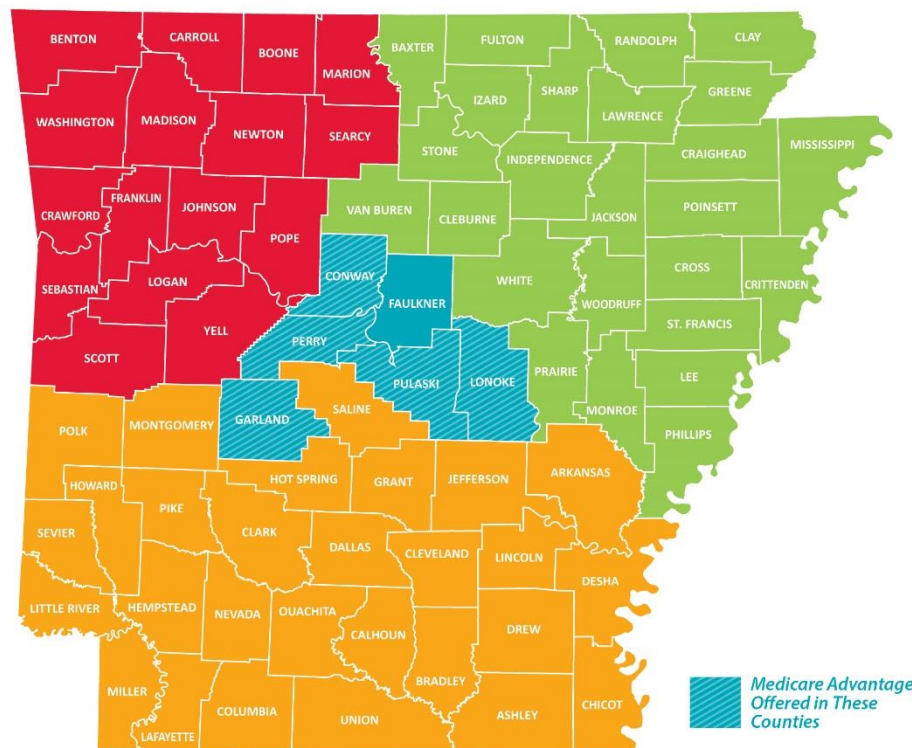 BENTON
CARROLL
BOONE
MARION
BAXTER
FULTON
RANDOLPH
CLAY
WASHINGTON
MADISON
NEWTON
SEARCY
IZARD
SHARP
LAWRENCE
GREENE
STONE
INDEPENDENCE
CRAIGHEAD
MISSISSIPPI
CRAWFORD
FRANKLIN
JOHNSON
POPE
VAN BUREN
CLEBURNE
JACKSON
POINSETT
SEBASTIAN
LOGAN
CONWAY
FAULKNER
WHITE
WOODRUFF
CROSS
CRITTENDEN
SCOTT
YELL
PERRY
PULASKI
LONOKE
PRAIRIE
ST. FRANCIS
LEE
MONROE
PHILLIPS
POLK
MONTGOMERY
GARLAND
SALINE
HOT SPRING
GRANT
JEFFERSON
ARKANSAS
HOWARD
PIKE
CLARK
SEVIER
DALLAS
CLEVELAND
LINCOLN
DESHA
LITTLE RIVER
HEMPSTEAD
NEVADA
OUACHITA
CALHOUN
DREW
BRADLEY
MILLER
LAFAYETTE
COLUMBIA
UNION
ASHLEY
CHICOT
Medicare Advantage
Offered in These
Counties